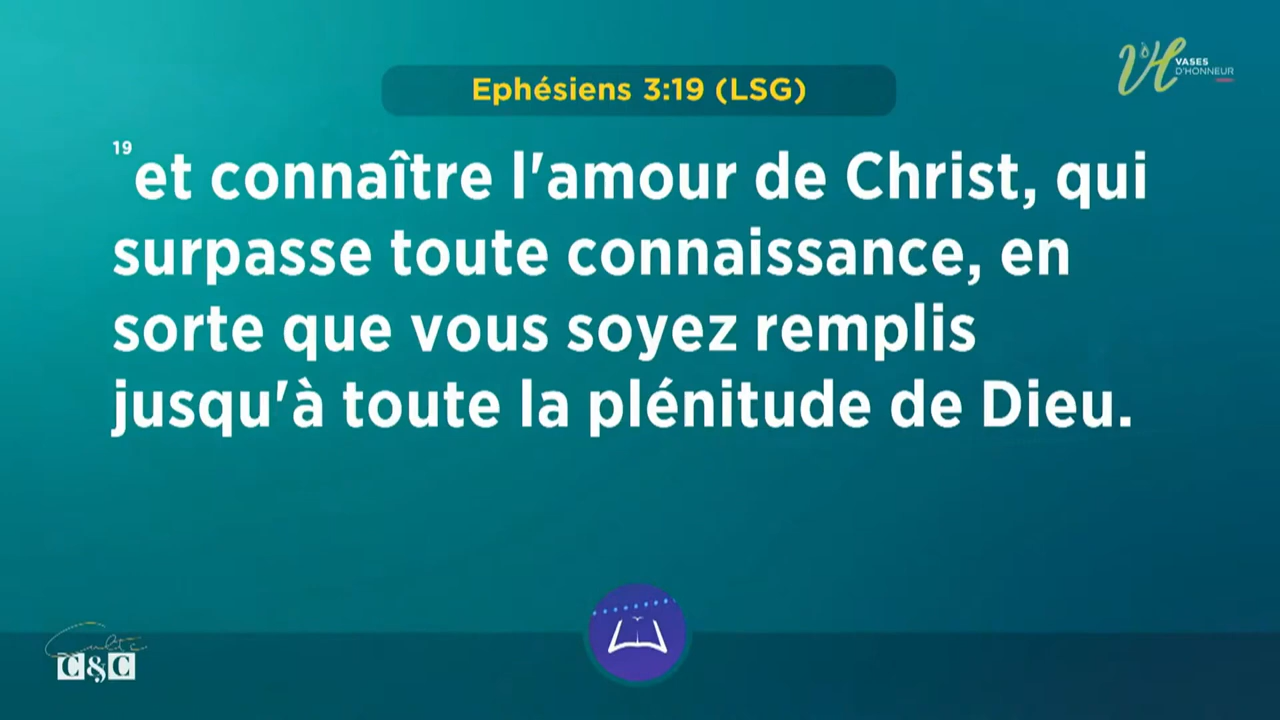 Ephésiens 3:19 (LSG)
VASES
D'HONNEUR
19 et connaître l'amour de Christ, qui
surpasse toute connaissance, en
sorte que vous soyez remplis
jusqu'à toute la plénitude de Dieu.
Culte
C&C